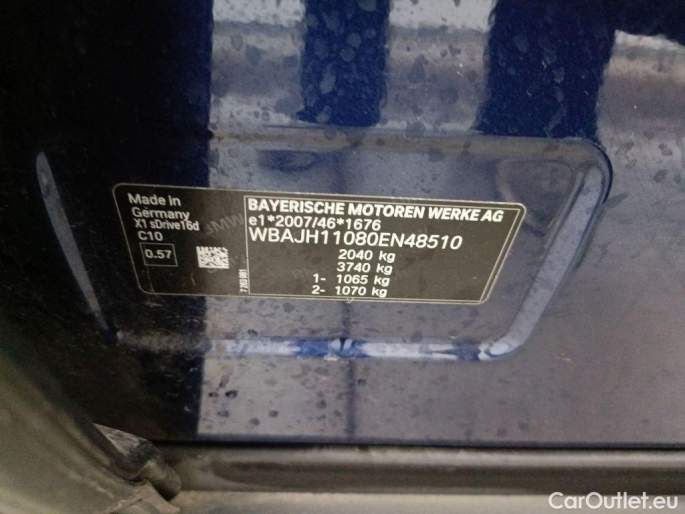 Made in
Germany
X1 sDrive16d
C10
0.57
BAYERISCHE MOTOREN WERKE AG
e1*2007/46*1676
WBAJH11080EN48510
2040 kg
3740 kg
1- 1065 kg
2- 1070 kg
CarOutlet.eu